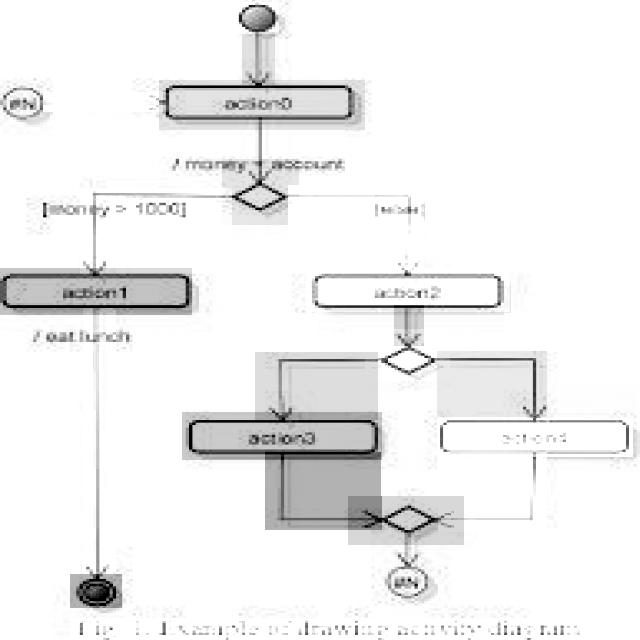 #N
action0
/ money = account
[money > 1000]
[else]
action1
action2
/ eat lunch
action3
action4
#N
Fig. 1. Example of drawing activity diagram